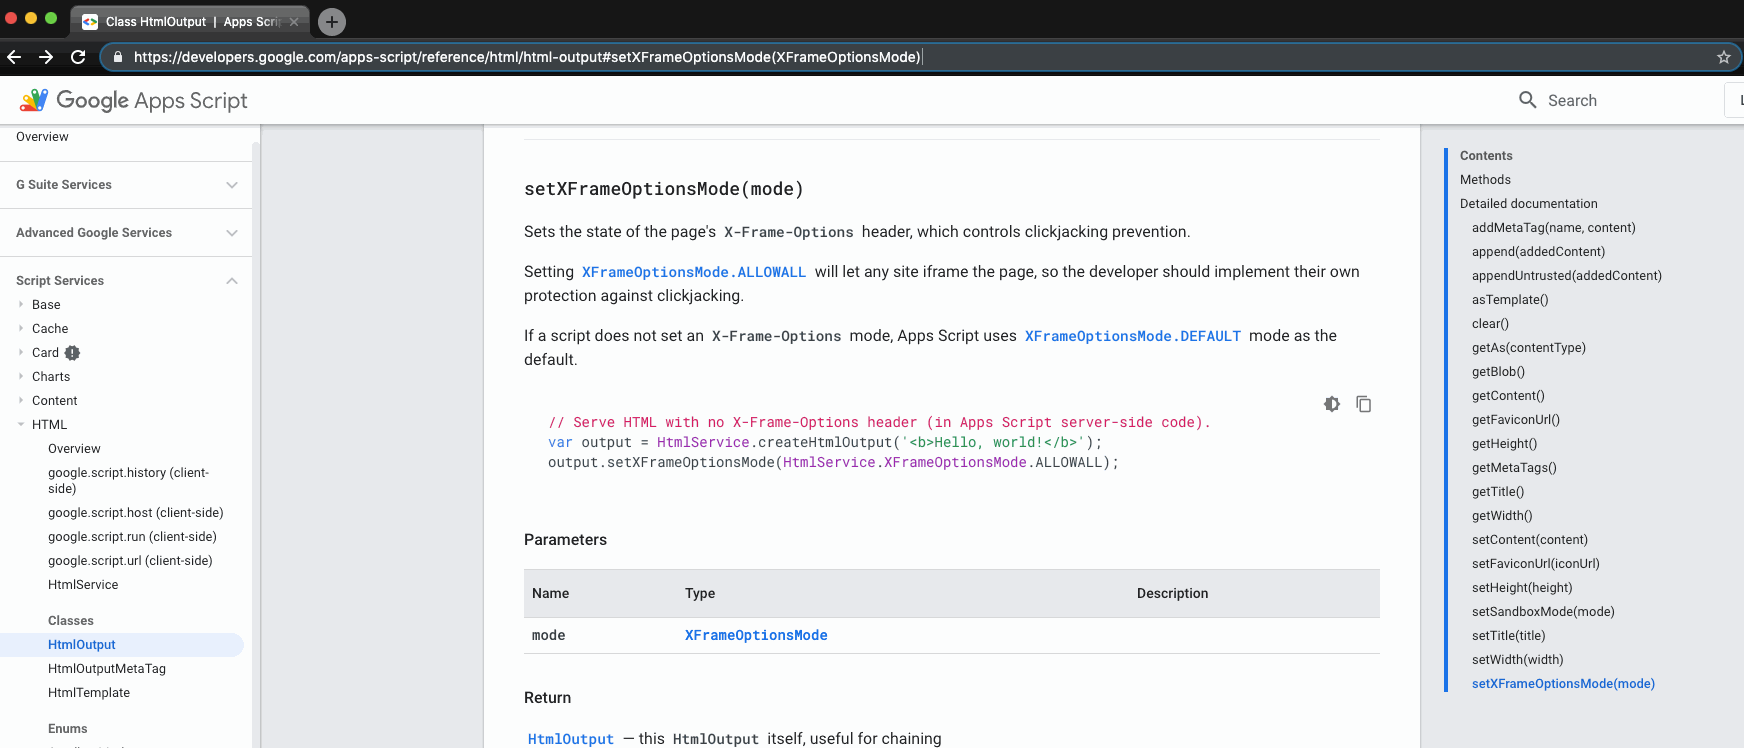 Class HtmlOutput | Apps Scri
https://developers.google.com/apps-script/reference/html/html-output#setXFrameOptionsMode(XFrameOptionsMode)
Google Apps Script
Search
L
Overview
G Suite Services
Advanced Google Services
Script Services
Base
Cache
Card
Charts
Content
HTML
Overview
google.script.history (client-
side)
google.script.host (client-side)
google.script.run (client-side)
google.script.url (client-side)
HtmlService
Classes
HtmlOutput
HtmlOutputMetaTag
HtmlTemplate
Enums
setXFrameOptionsMode(mode)
Sets the state of the page's X-Frame-Options header, which controls clickjacking prevention.
Setting XFrameOptionsMode.ALLOWALL will let any site iframe the page, so the developer should implement their own
protection against clickjacking.
If a script does not set an X-Frame-Options mode, Apps Script uses XFrameOptionsMode.DEFAULT mode as the
default.
// Serve HTML with no X-Frame-Options header (in Apps Script server-side code).
var output = HtmlService.createHtmlOutput('<b>Hello, world!</b>');
output.setXFrameOptionsMode(HtmlService.XFrameOptionsMode.ALLOWALL);
Parameters
Name Type Description
mode XFrameOptionsMode
Return
HtmlOutput — this HtmlOutput itself, useful for chaining
Contents
Methods
Detailed documentation
addMetaTag(name, content)
append(addedContent)
appendUntrusted(addedContent)
asTemplate()
clear()
getAs(contentType)
getBlob()
getContent()
getFaviconUrl()
getHeight()
getMetaTags()
getTitle()
getWidth()
setContent(content)
setFaviconUrl(iconUrl)
setHeight(height)
setSandboxMode(mode)
setTitle(title)
setWidth(width)
setXFrameOptionsMode(mode)